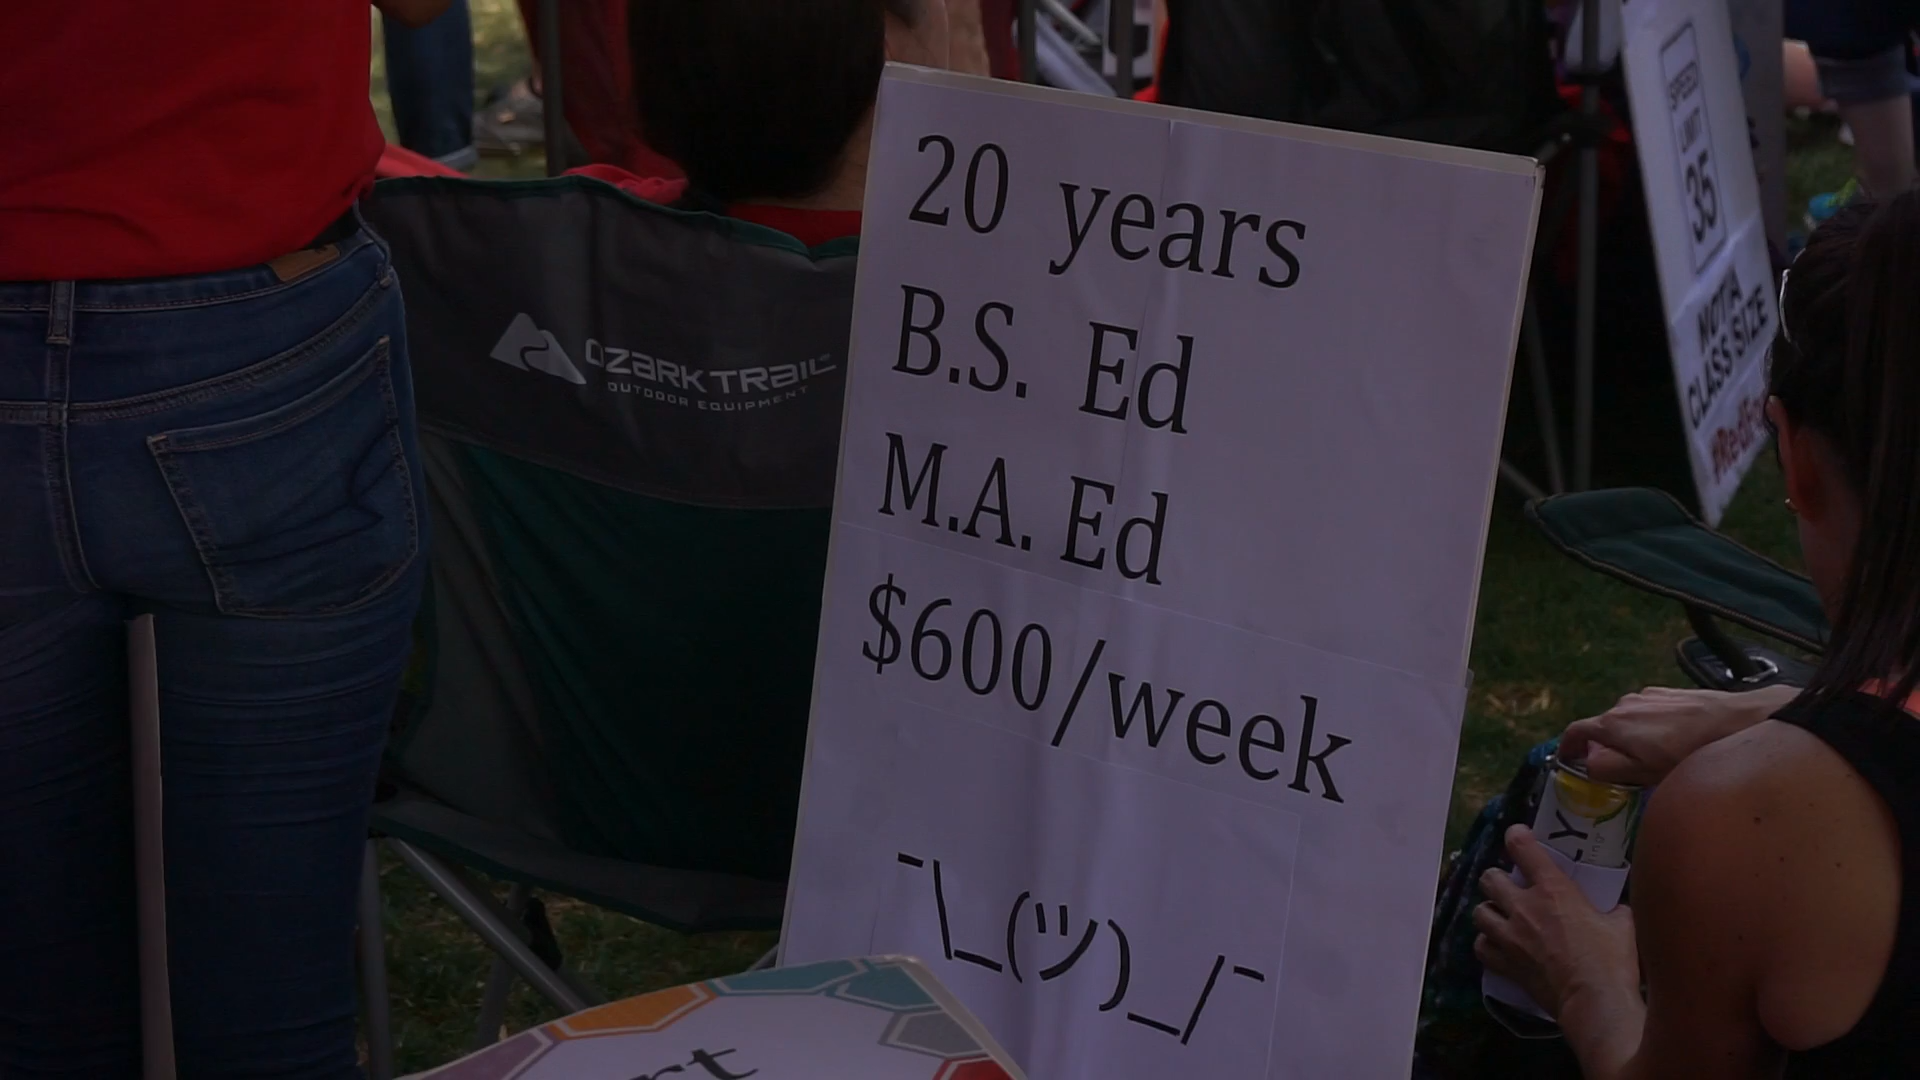 20 years
B.S. Ed
M.A. Ed
$600/week
¯\_(ツ)_/¯
OZARK TRAIL
OUTDOOR EQUIPMENT
SPEED
LIMIT
35
NOT A
CLASS SIZE